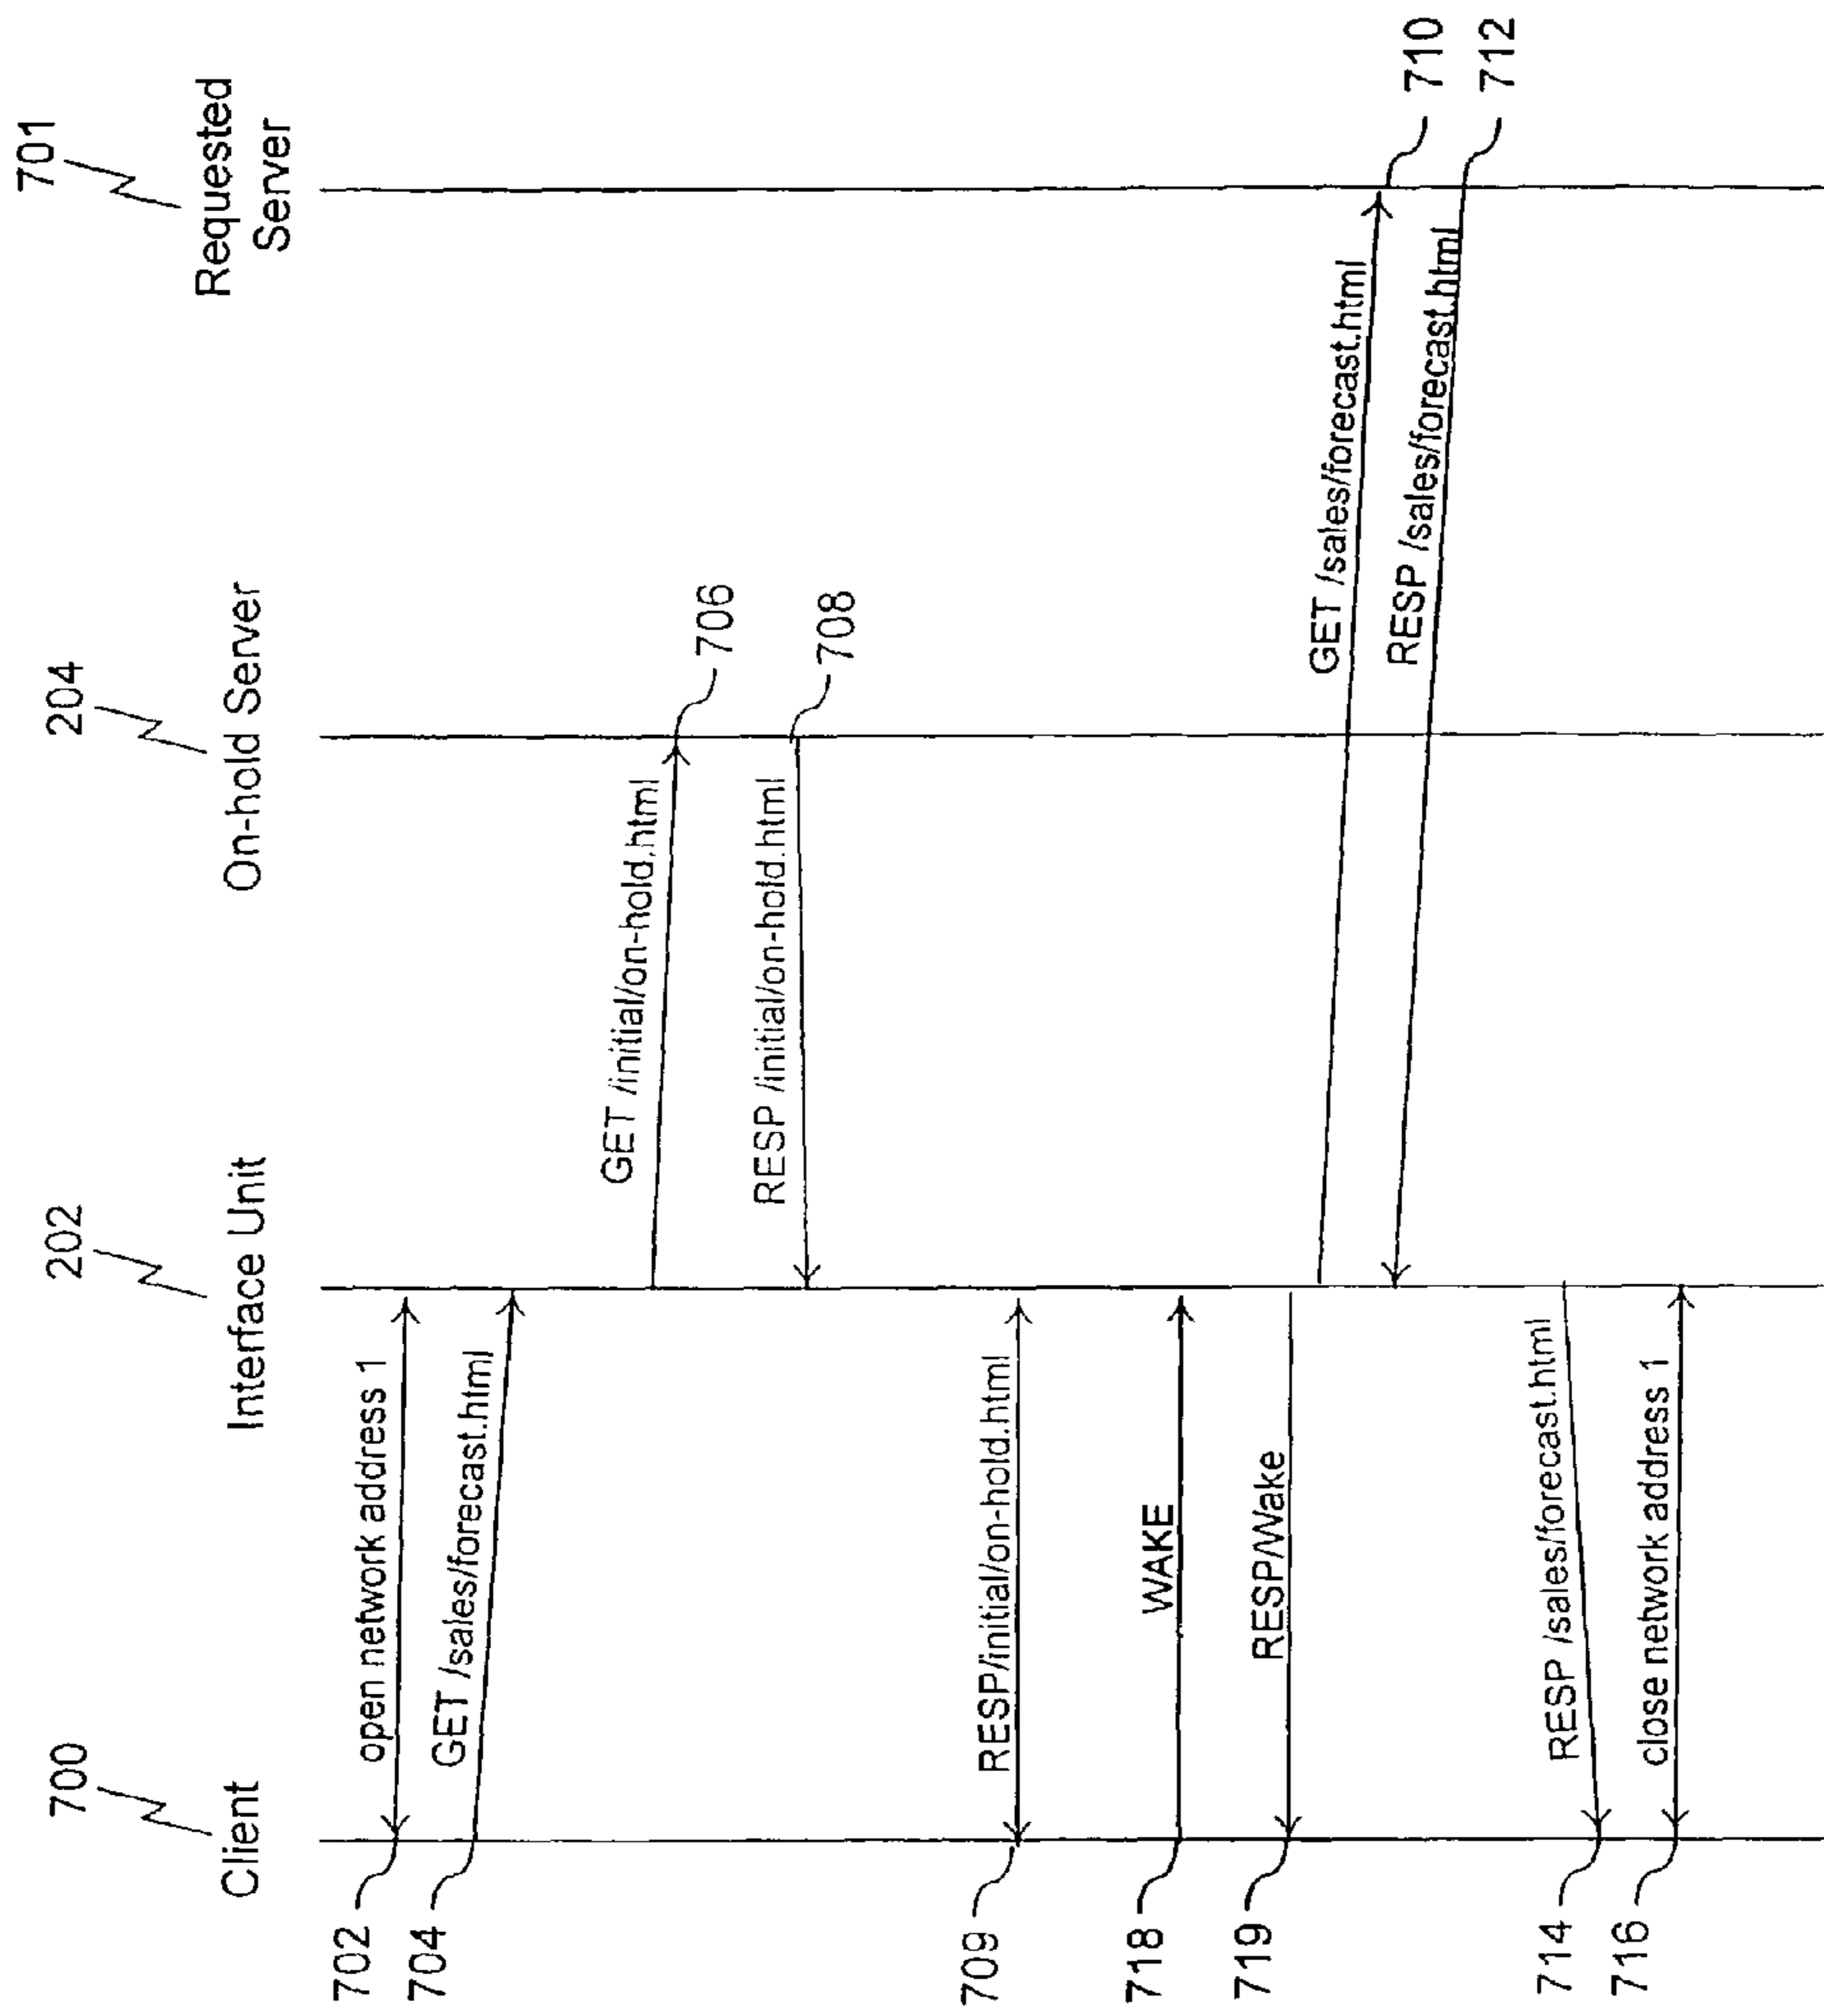 700
Client
202
Interface Unit
204
On-hold Server
701
Requested
Server
702
open network address 1
704
GET /sales/forecast.html
GET /initial/on-hold.html
706
RESP /initial/on-hold.html
708
709
RESP/initial/on-hold.html
718
WAKE
719
RESP/Wake
GET /sales/forecast.html
710
RESP /sales/forecast.html
712
714
RESP /sales/forecast.html
716
close network address 1